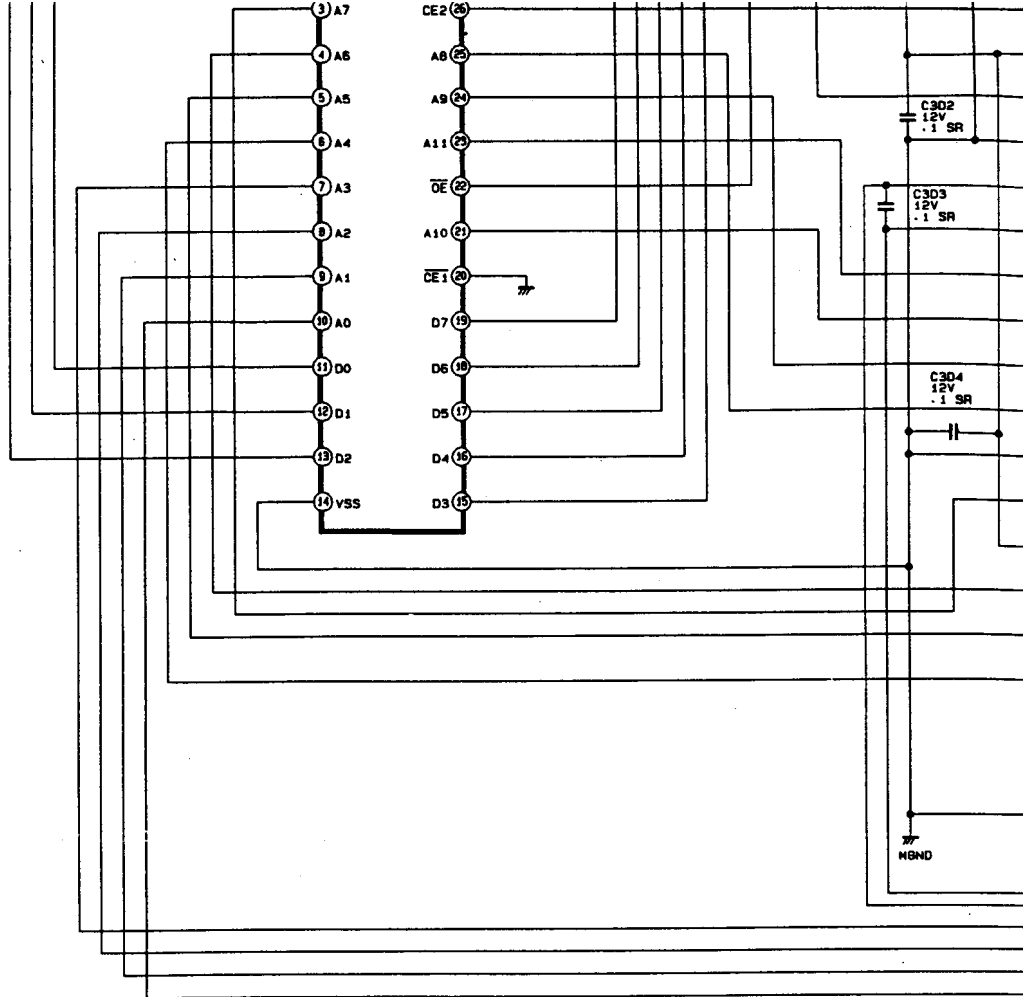 3 A7
CE2 26
4 A6
A8 25
5 A5
A9 24
6 A4
A11 23
7 A3
OE 22
8 A2
A10 21
9 A1
CE1 20
10 A0
D7 19
11 D0
D6 18
12 D1
D5 17
13 D2
D4 16
14 VSS
D3 15
C3D2
12V
.1 SR
C3D3
12V
.1 SR
C3D4
12V
.1 SR
MGND